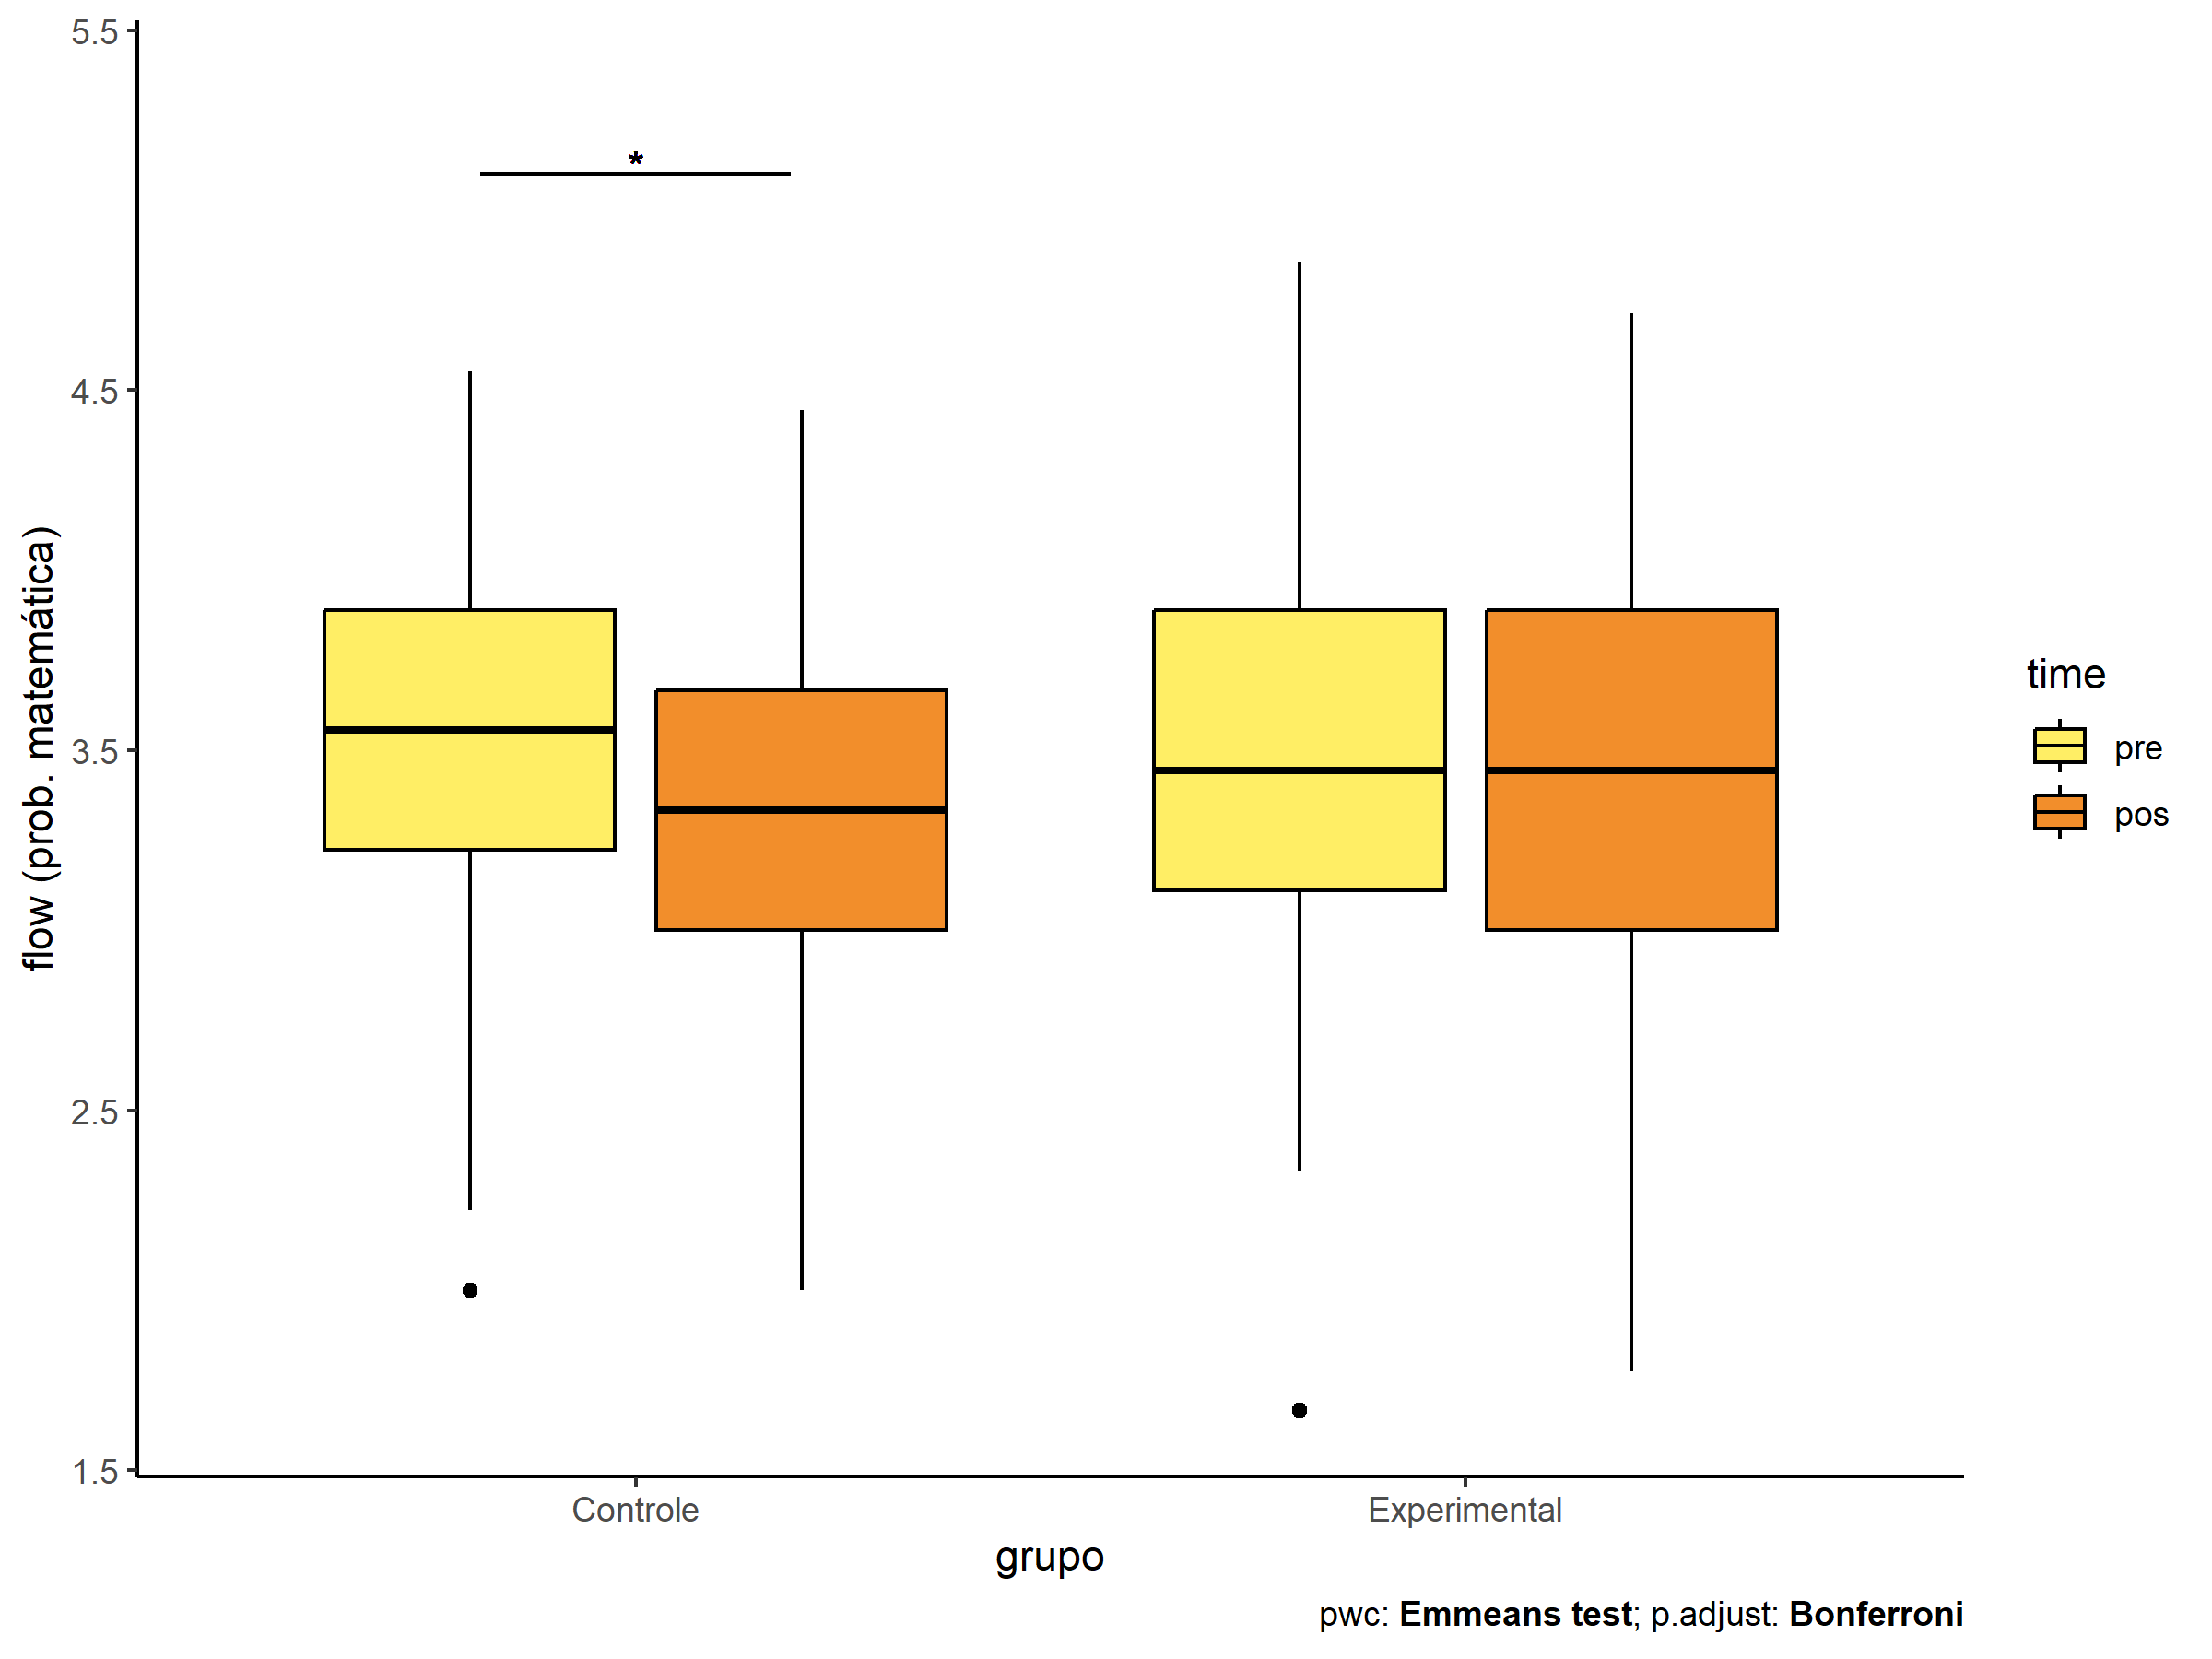 5.5
*
4.5
3.5
2.5
1.5
flow (prob. matemática)
Controle
Experimental
grupo
time
pre
pos
pwc: Emmeans test; p.adjust: Bonferroni